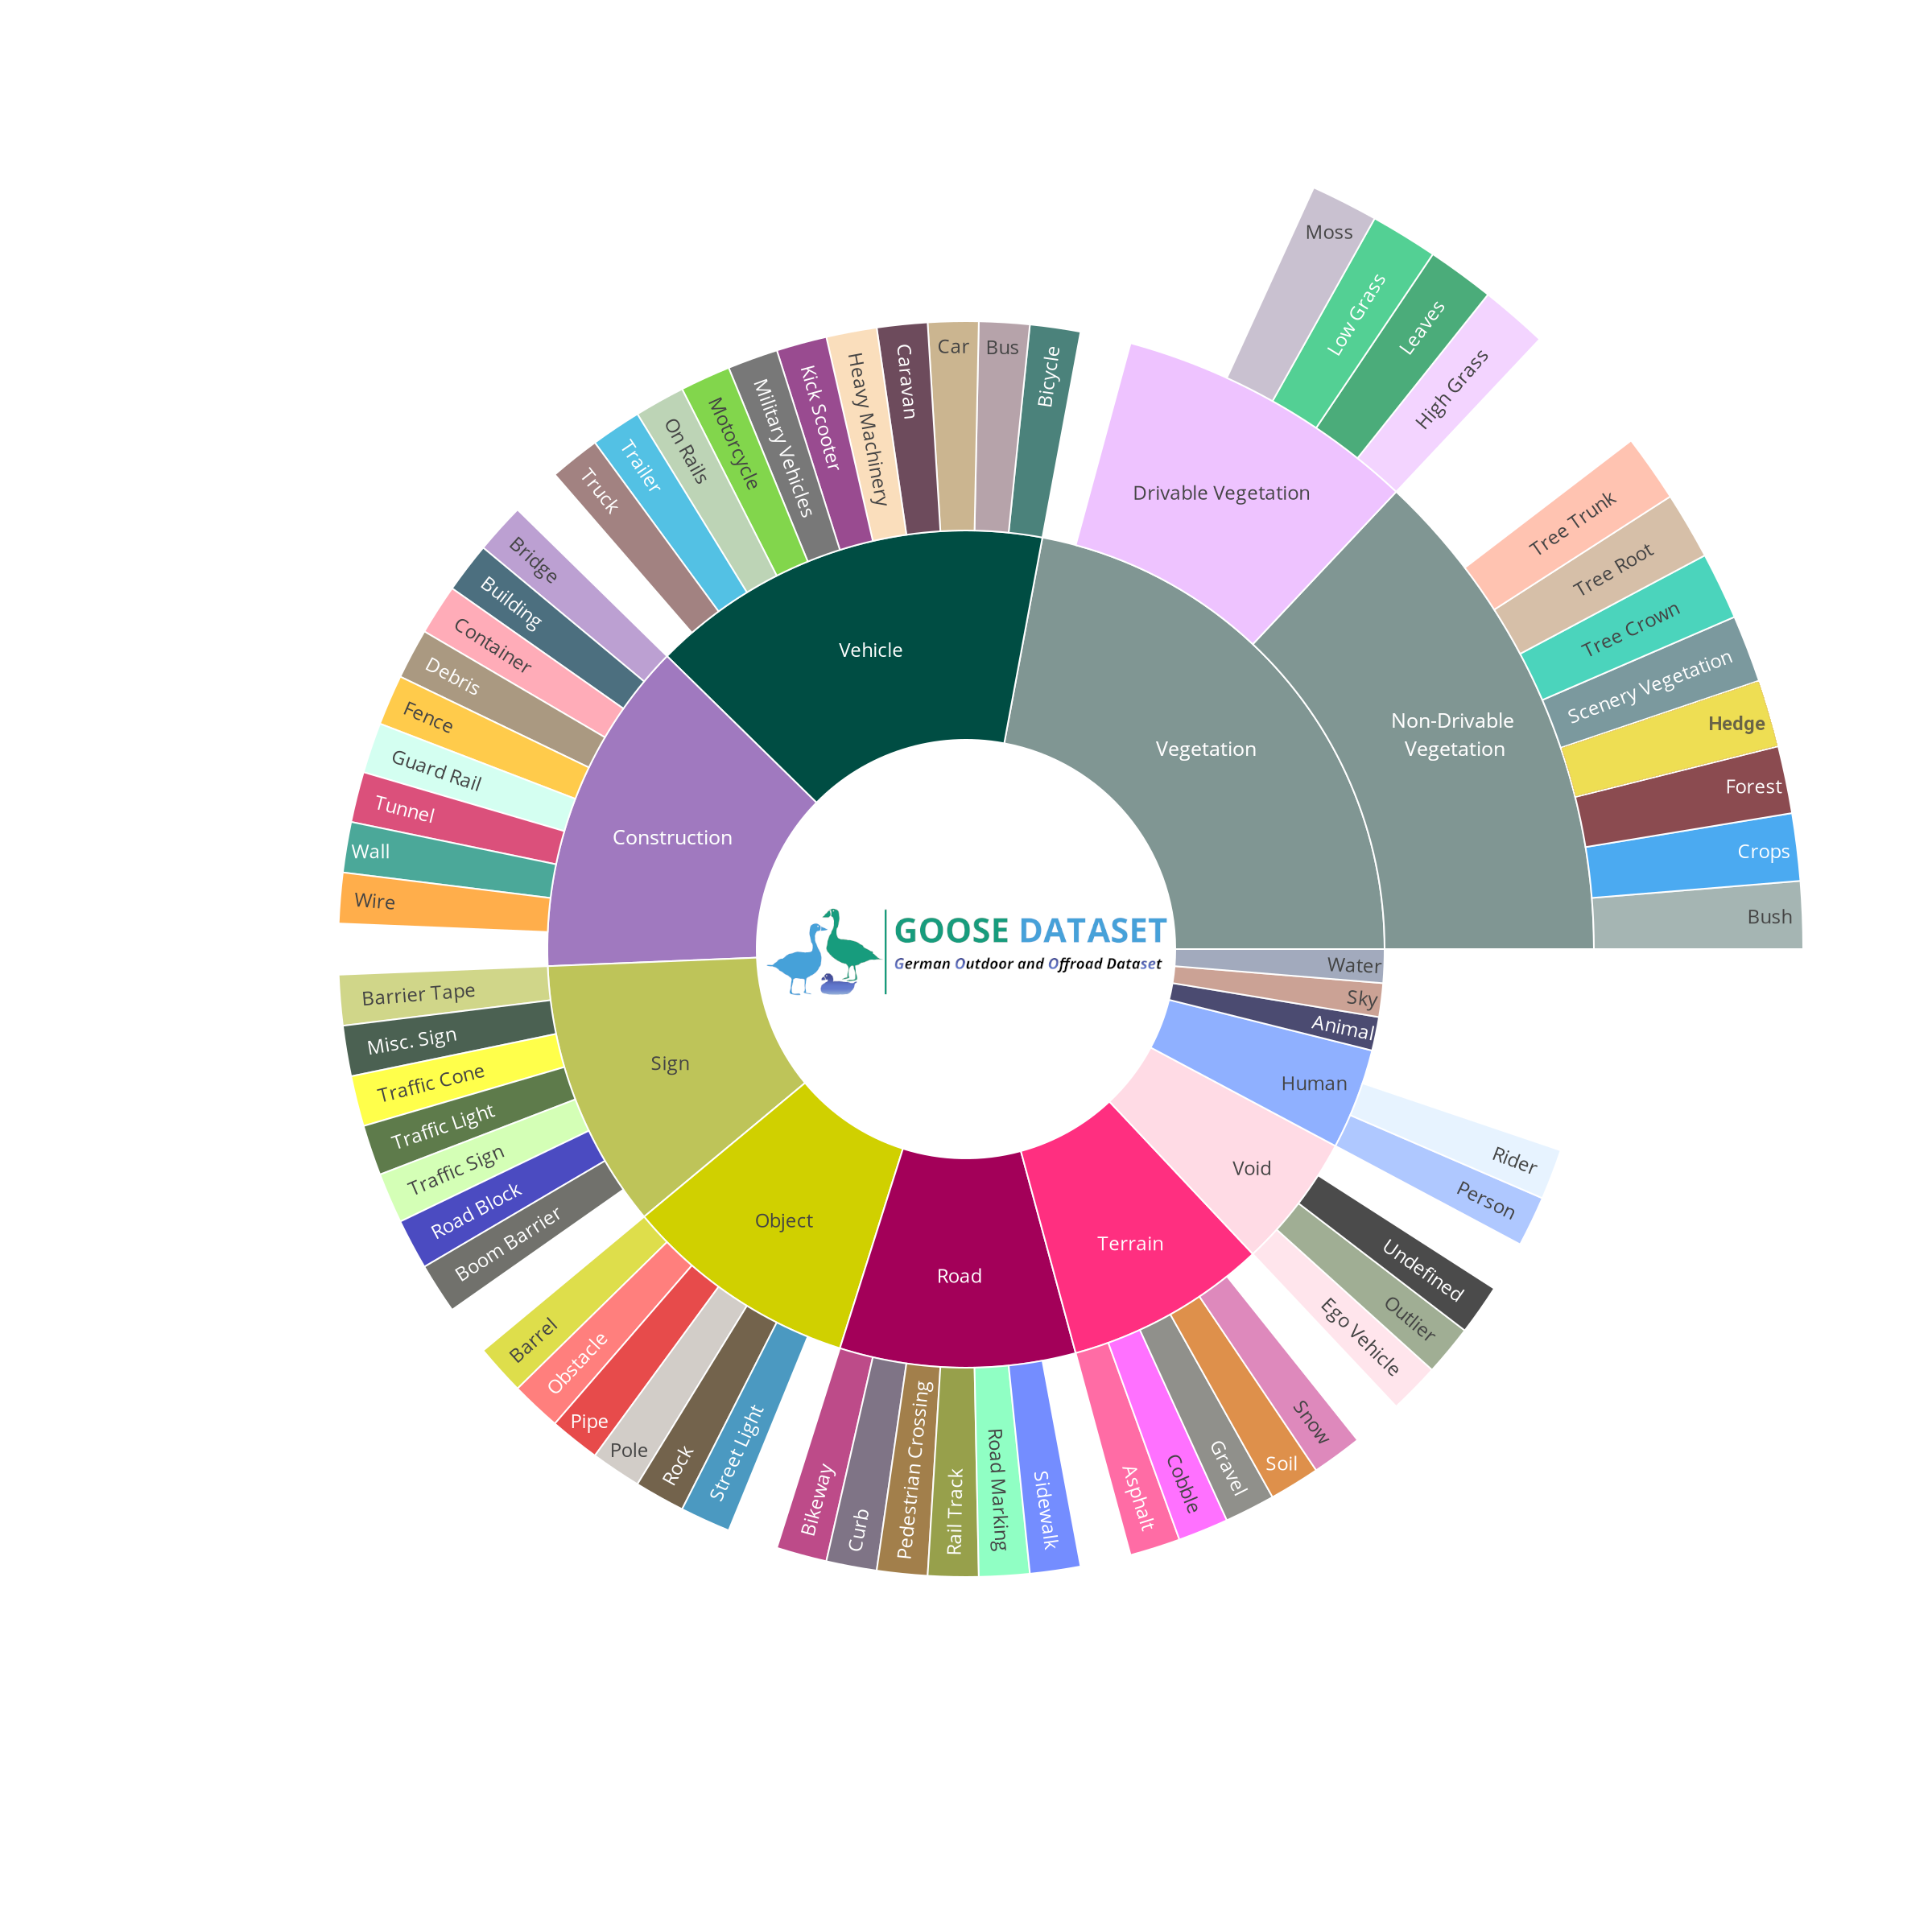 Moss
Low Grass
Leaves
High Grass
Drivable Vegetation
Tree Trunk
Tree Root
Tree Crown
Scenery Vegetation
Hedge
Forest
Crops
Bush
Non-Drivable
Vegetation
Vegetation
Bicycle
Bus
Car
Caravan
Heavy Machinery
Kick Scooter
Military Vehicles
Motorcycle
On Rails
Trailer
Truck
Vehicle
Bridge
Building
Container
Debris
Fence
Guard Rail
Tunnel
Wall
Wire
Construction
GOOSE DATASET
German Outdoor and Offroad Dataset
Water
Sky
Animal
Human
Rider
Person
Void
Undefined
Outlier
Ego Vehicle
Terrain
Snow
Soil
Gravel
Cobble
Asphalt
Road
Sidewalk
Road Marking
Rail Track
Pedestrian Crossing
Curb
Bikeway
Object
Street Light
Rock
Pole
Pipe
Obstacle
Barrel
Sign
Barrier Tape
Misc. Sign
Traffic Cone
Traffic Light
Traffic Sign
Road Block
Boom Barrier